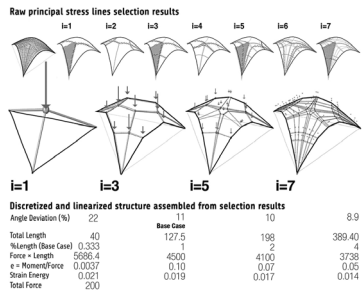 Raw principal stress lines selection results
i=1 i=2 i=3 i=4 i=5 i=6 i=7
i=1 i=3 i=5 i=7
Discretized and linearized structure assembled from selection results
Angle Deviation (%) 22 11 10 8.9
Base Case
Total Length 40 127.5 198 389.40
%Length (Base Case) 0.333 1 2 4
Force × Length 5686.4 4500 4100 3738
e = Moment/Force 0.0037 0.10 0.07 0.05
Strain Energy 0.021 0.019 0.017 0.014
Total Force 200